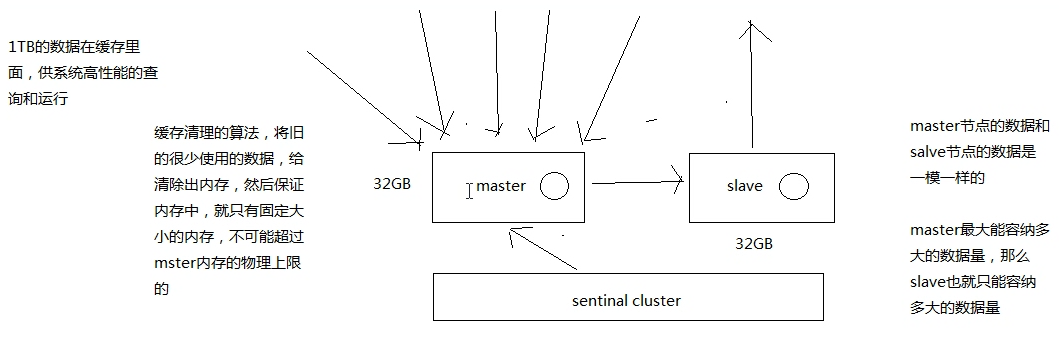 1TB的数据在缓存里
面，供系统高性能的查
询和运行
缓存清理的算法，将旧
的很少使用的数据，给
清除出内存，然后保证
内存中，就只有固定大
小的内存，不可能超过
mster内存的物理上限
的
32GB
master
slave
32GB
sentinal cluster
master节点的数据和
salve节点的数据是
一模一样的
master最大能容纳多
大的数据量，那么
slave也就只能容纳
多大的数据量